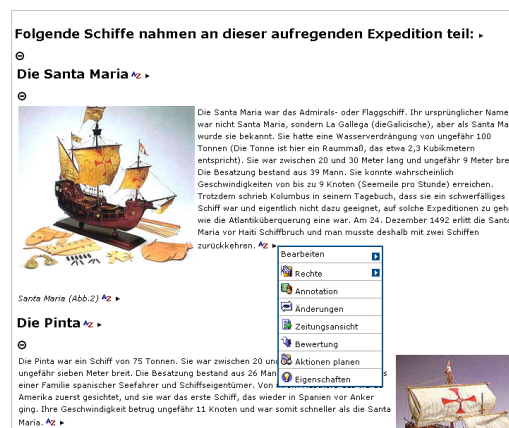 Folgende Schiffe nahmen an dieser aufregenden Expedition teil:
Die Santa Maria AZ
Die Santa Maria war das Admirals- oder Flaggschiff. Ihr ursprünglicher Name
war nicht Santa Maria, sondern La Gallega (dieGalicische), aber als Santa Ma
wurde sie bekannt. Sie hatte eine Wasserverdrängung von ungefähr 100
Tonnen (Die Tonne ist hier ein Raummaß, das etwa 2,3 Kubikmetern
entspricht). Sie war zwischen 20 und 30 Meter lang und ungefähr 9 Meter bre
Die Besatzung bestand aus 39 Mann. Sie konnte wahrscheinlich
Geschwindigkeiten von bis zu 9 Knoten (Seemeile pro Stunde) erreichen.
Trotzdem schrieb Kolumbus in seinem Tagebuch, dass sie ein schwerfälliges
Schiff war und eigentlich nicht dazu geeignet, auf solche Expeditionen zu geh
wie die Atlantiküberquerung eine war. Am 24. Dezember 1492 erlitt die Santa
Maria vor Haiti Schiffbruch und man musste deshalb mit zwei Schiffen
zurückkehren. AZ
Bearbeiten
Rechte
Annotation
Änderungen
Zeitungsansicht
Bewertung
Aktionen planen
Eigenschaften
Santa Maria (Abb.2) AZ
Die Pinta AZ
Die Pinta war ein Schiff von 75 Tonnen. Sie war zwischen 20 un
ungefähr sieben Meter breit. Die Besatzung bestand aus 26 Man
einer Familie spanischer Seefahrer und Schiffseigentümer. Von
Amerika zuerst gesichtet, und sie war das erste Schiff, das wieder in Spanien vor Anker
ging. Ihre Geschwindigkeit betrug ungefähr 11 Knoten und war somit schneller als die Santa
Maria. AZ